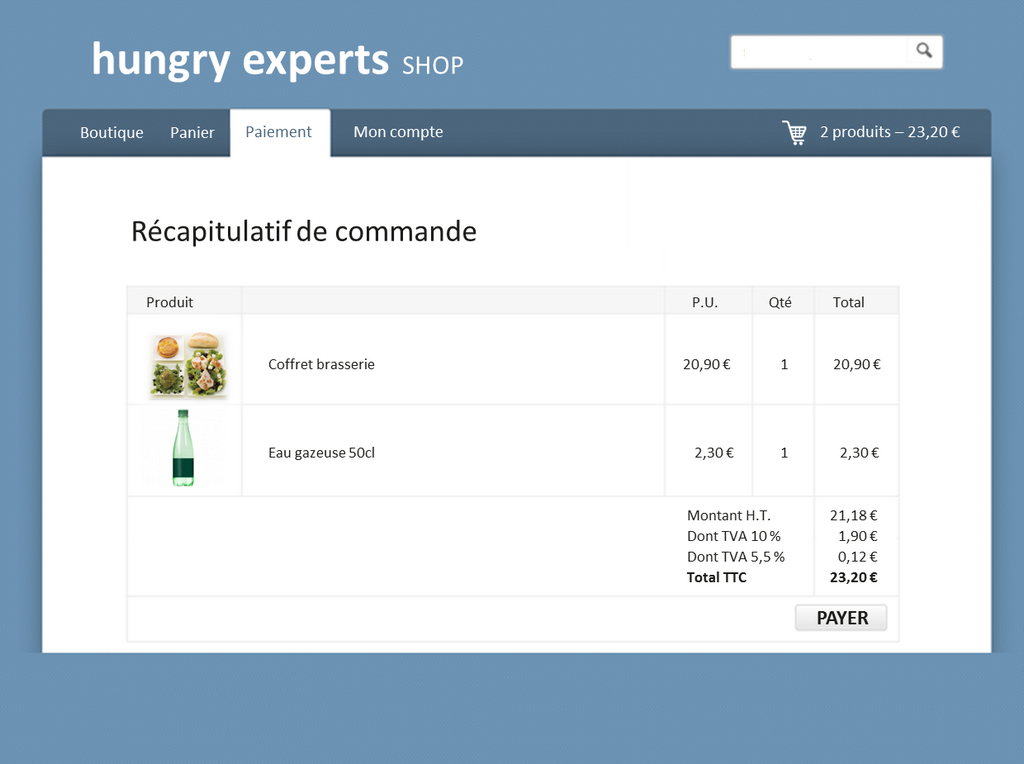 hungry experts SHOP
Boutique Panier Paiement Mon compte 2 produits – 23,20 €
Récapitulatif de commande
Produit P.U. Qté Total
Coffret brasserie 20,90 € 1 20,90 €
Eau gazeuse 50cl 2,30 € 1 2,30 €
Montant H.T. 21,18 €
Dont TVA 10 % 1,90 €
Dont TVA 5,5 % 0,12 €
Total TTC 23,20 €
PAYER